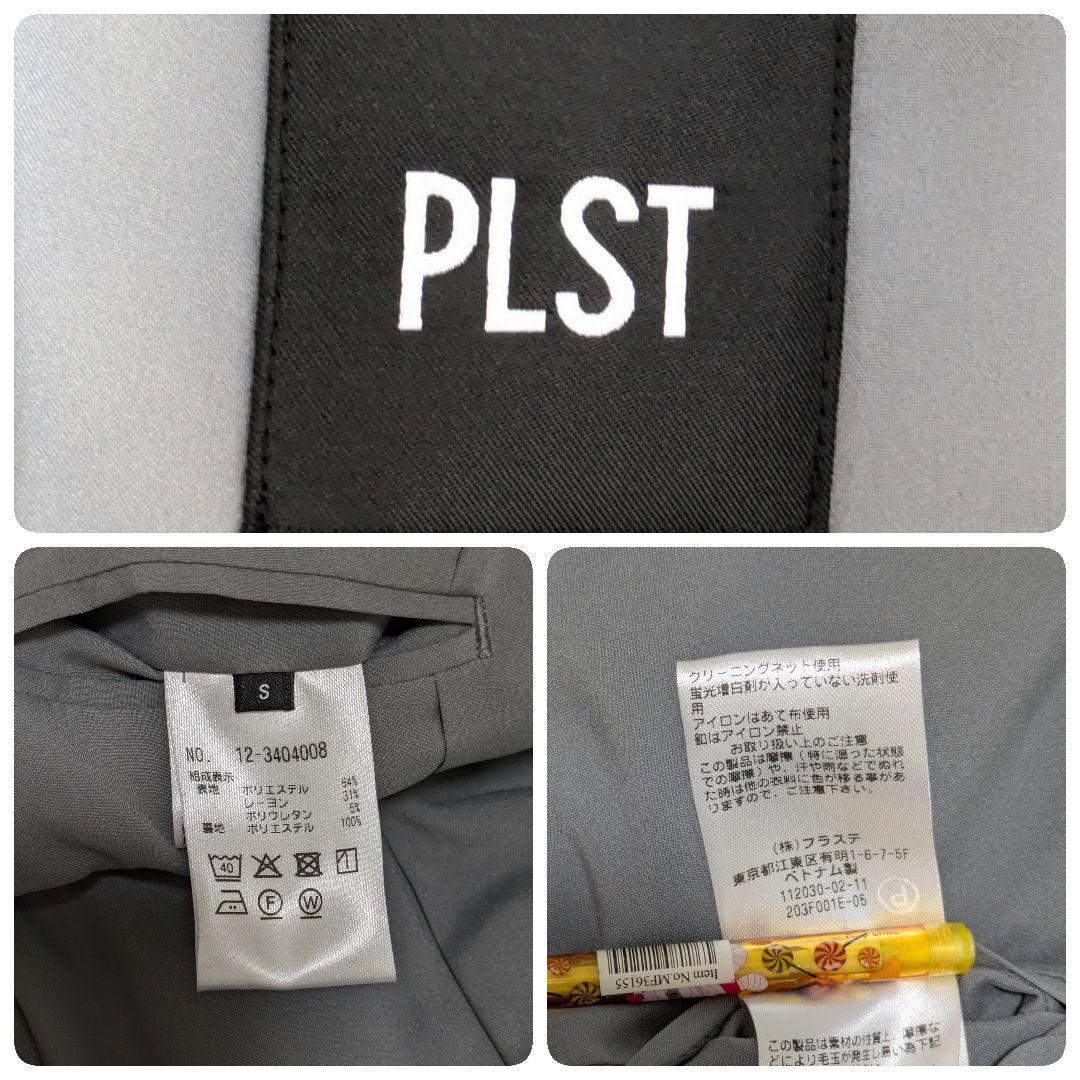 PLST
S
NO. 12-3404008
組成表示
表地 ポリエステル 64%
レーヨン 31%
ポリウレタン 5%
裏地 ポリエステル 100%
40
F W
クリーニングネット使用
蛍光増白剤が入っていない洗剤使
用
アイロンはあて布使用
釦はアイロン禁止
お取り扱い上のご注意
この製品は摩擦(特に湿った状態
での摩擦)や、汗や雨などでぬれ
た時は他の衣料に色が移る事があ
りますので、ご注意下さい。
(株)プラステ
東京都江東区有明1-6-7-5F
ベトナム製
112030-02-11
203F001E-05
P
Item No.MF36155
この製品は素材の性質上、摩擦な
どにより毛玉が発生し易い為下記